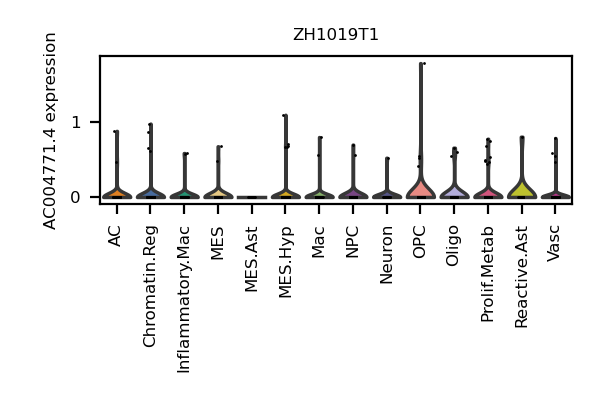 ZH1019T1
AC004771.4 expression
1
0
AC
Chromatin.Reg
Inflammatory.Mac
MES
MES.Ast
MES.Hyp
Mac
NPC
Neuron
OPC
Oligo
Prolif.Metab
Reactive.Ast
Vasc